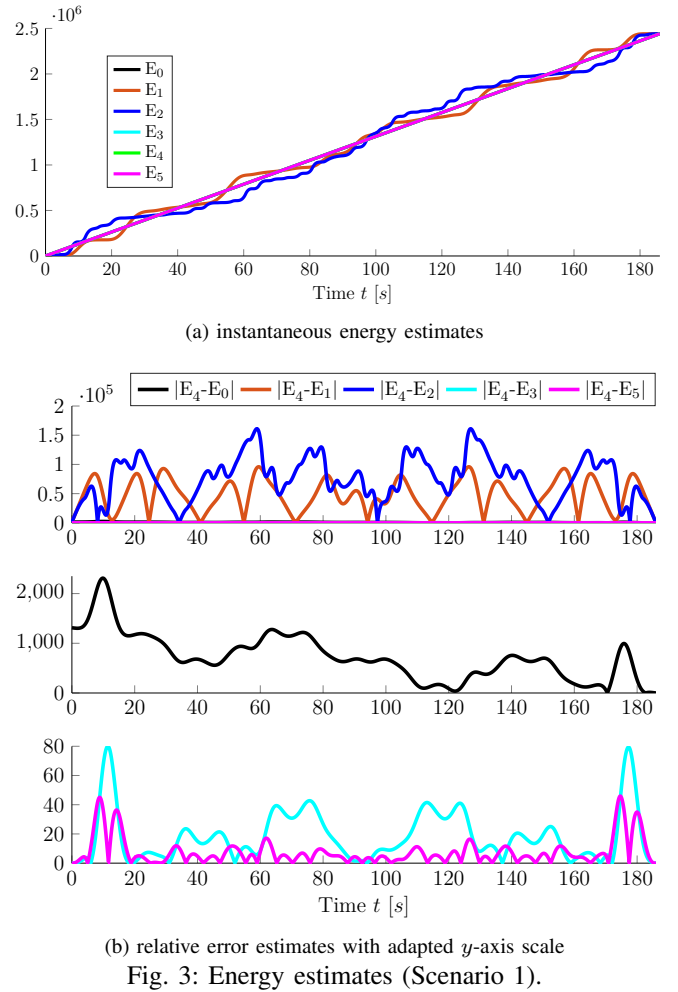 ·10⁶
2.5
2
1.5
1
0.5
0
E₀
E₁
E₂
E₃
E₄
E₅
0 20 40 60 80 100 120 140 160 180
Time t [s]
(a) instantaneous energy estimates
|E₄-E₀| |E₄-E₁| |E₄-E₂| |E₄-E₃| |E₄-E₅|
·10⁵
2
1.5
1
0.5
0
0 20 40 60 80 100 120 140 160 180
2,000
1,000
0
0 20 40 60 80 100 120 140 160 180
80
60
40
20
0
0 20 40 60 80 100 120 140 160 180
Time t [s]
(b) relative error estimates with adapted y-axis scale
Fig. 3: Energy estimates (Scenario 1).